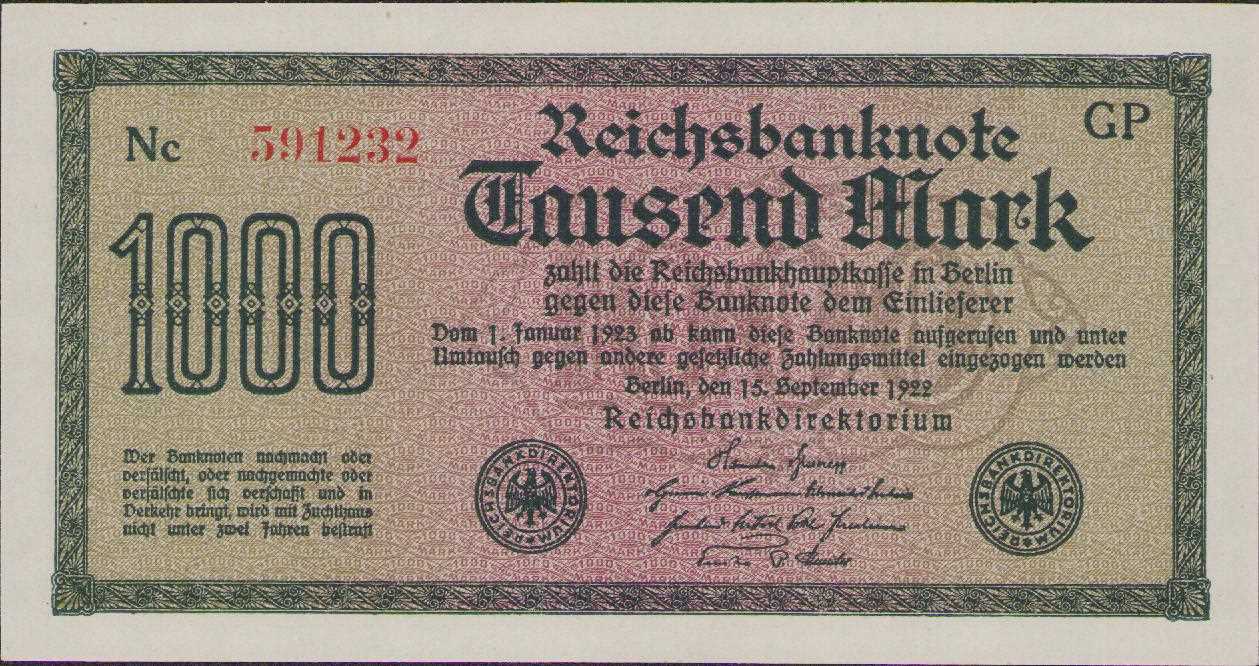 Nc 591232
GP
Reichsbanknote
Tausend Mark
1000
zahlt die Reichsbankhauptkasse in Berlin
gegen diese Banknote dem Einlieferer
Vom 1. Januar 1923 ab kann diese Banknote aufgerufen und unter
Umtausch gegen andere gesetzliche Zahlungsmittel eingezogen werden
Berlin, den 15. September 1922
Reichsbankdirektorium
Wer Banknoten nachmacht oder
verfälscht, oder nachgemachte oder
verfälschte sich verschafft und in
Verkehr bringt, wird mit Zuchthaus
nicht unter zwei Jahren bestraft
REICHSBANKDIREKTORIUM
REICHSBANKDIREKTORIUM